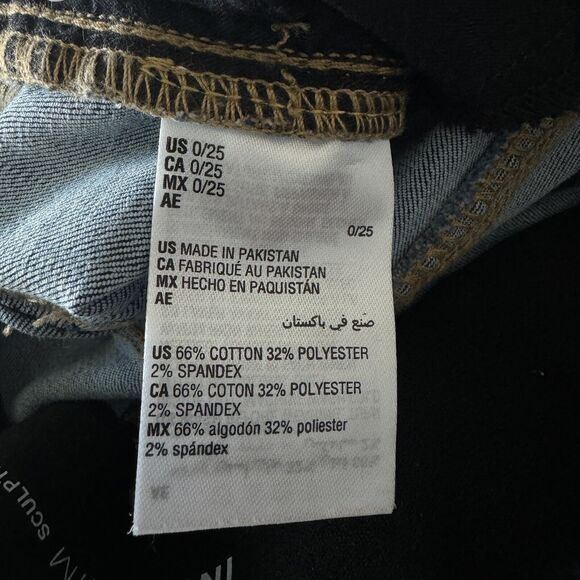 US 0/25
CA 0/25
MX 0/25
AE
0/25
US MADE IN PAKISTAN
CA FABRIQUÉ AU PAKISTAN
MX HECHO EN PAQUISTÁN
AE
صنع في باكستان
US 66% COTTON 32% POLYESTER
2% SPANDEX
CA 66% COTON 32% POLYESTER
2% SPANDEX
MX 66% algodón 32% poliester
2% spándex
SCULPT